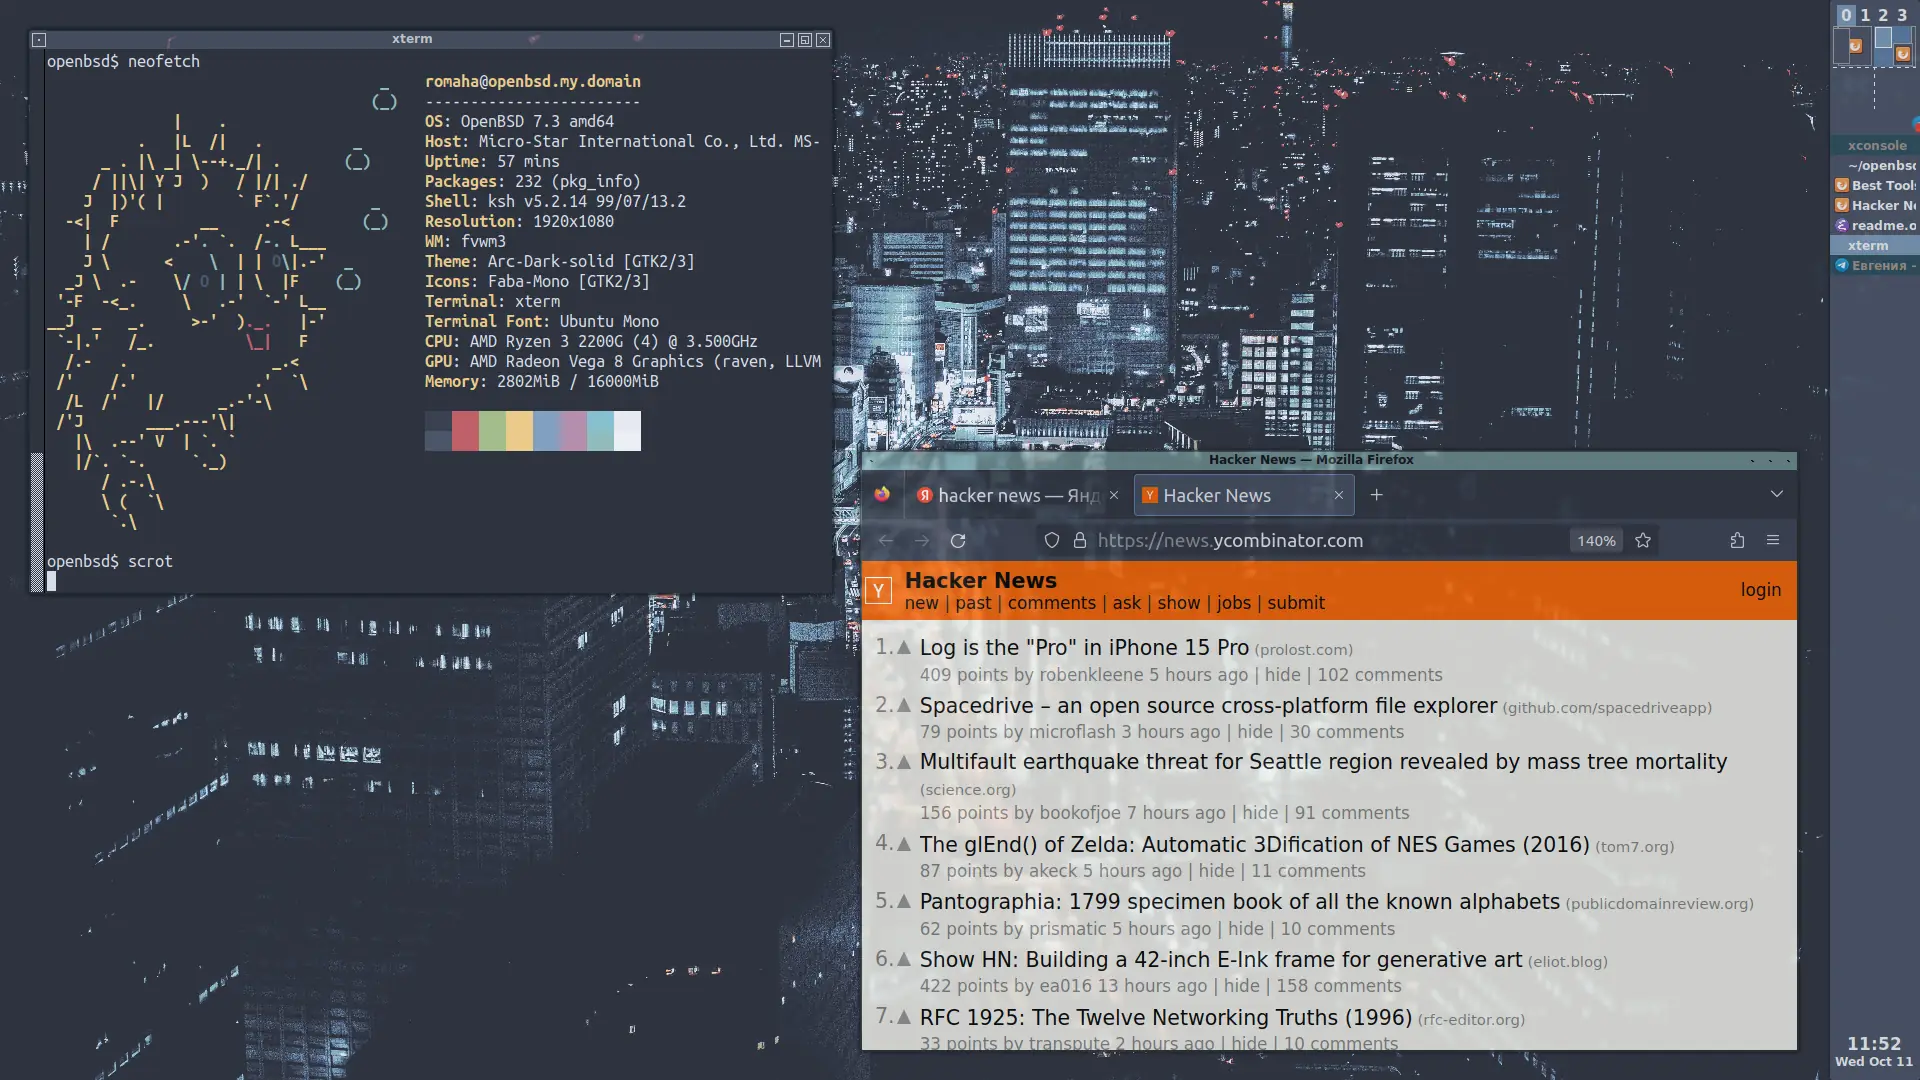 xterm
openbsd$ neofetch
romaha@openbsd.my.domain
------------------------
OS: OpenBSD 7.3 amd64
Host: Micro-Star International Co., Ltd. MS-
Uptime: 57 mins
Packages: 232 (pkg_info)
Shell: ksh v5.2.14 99/07/13.2
Resolution: 1920x1080
WM: fvwm3
Theme: Arc-Dark-solid [GTK2/3]
Icons: Faba-Mono [GTK2/3]
Terminal: xterm
Terminal Font: Ubuntu Mono
CPU: AMD Ryzen 3 2200G (4) @ 3.500GHz
GPU: AMD Radeon Vega 8 Graphics (raven, LLVM
Memory: 2802MiB / 16000MiB
openbsd$ scrot
Hacker News — Mozilla Firefox
hacker news — Янд
Hacker News
140%
https://news.ycombinator.com
Y
Hacker News
new | past | comments | ask | show | jobs | submit
login
1. Log is the "Pro" in iPhone 15 Pro (prolost.com)
409 points by robenkleene 5 hours ago | hide | 102 comments
2. Spacedrive – an open source cross-platform file explorer (github.com/spacedriveapp)
79 points by microflash 3 hours ago | hide | 30 comments
3. Multifault earthquake threat for Seattle region revealed by mass tree mortality
(science.org)
156 points by bookofjoe 7 hours ago | hide | 91 comments
4. The glEnd() of Zelda: Automatic 3Dification of NES Games (2016) (tom7.org)
87 points by akeck 5 hours ago | hide | 11 comments
5. Pantographia: 1799 specimen book of all the known alphabets (publicdomainreview.org)
62 points by prismatic 5 hours ago | hide | 10 comments
6. Show HN: Building a 42-inch E-Ink frame for generative art (eliot.blog)
422 points by ea016 13 hours ago | hide | 158 comments
7. RFC 1925: The Twelve Networking Truths (1996) (rfc-editor.org)
33 points by transpute 2 hours ago | hide | 10 comments
0 1 2 3
xconsole
~/openbsd
Best Tools
Hacker Ne
readme.o
xterm
Евгения -
11:52
Wed Oct 11